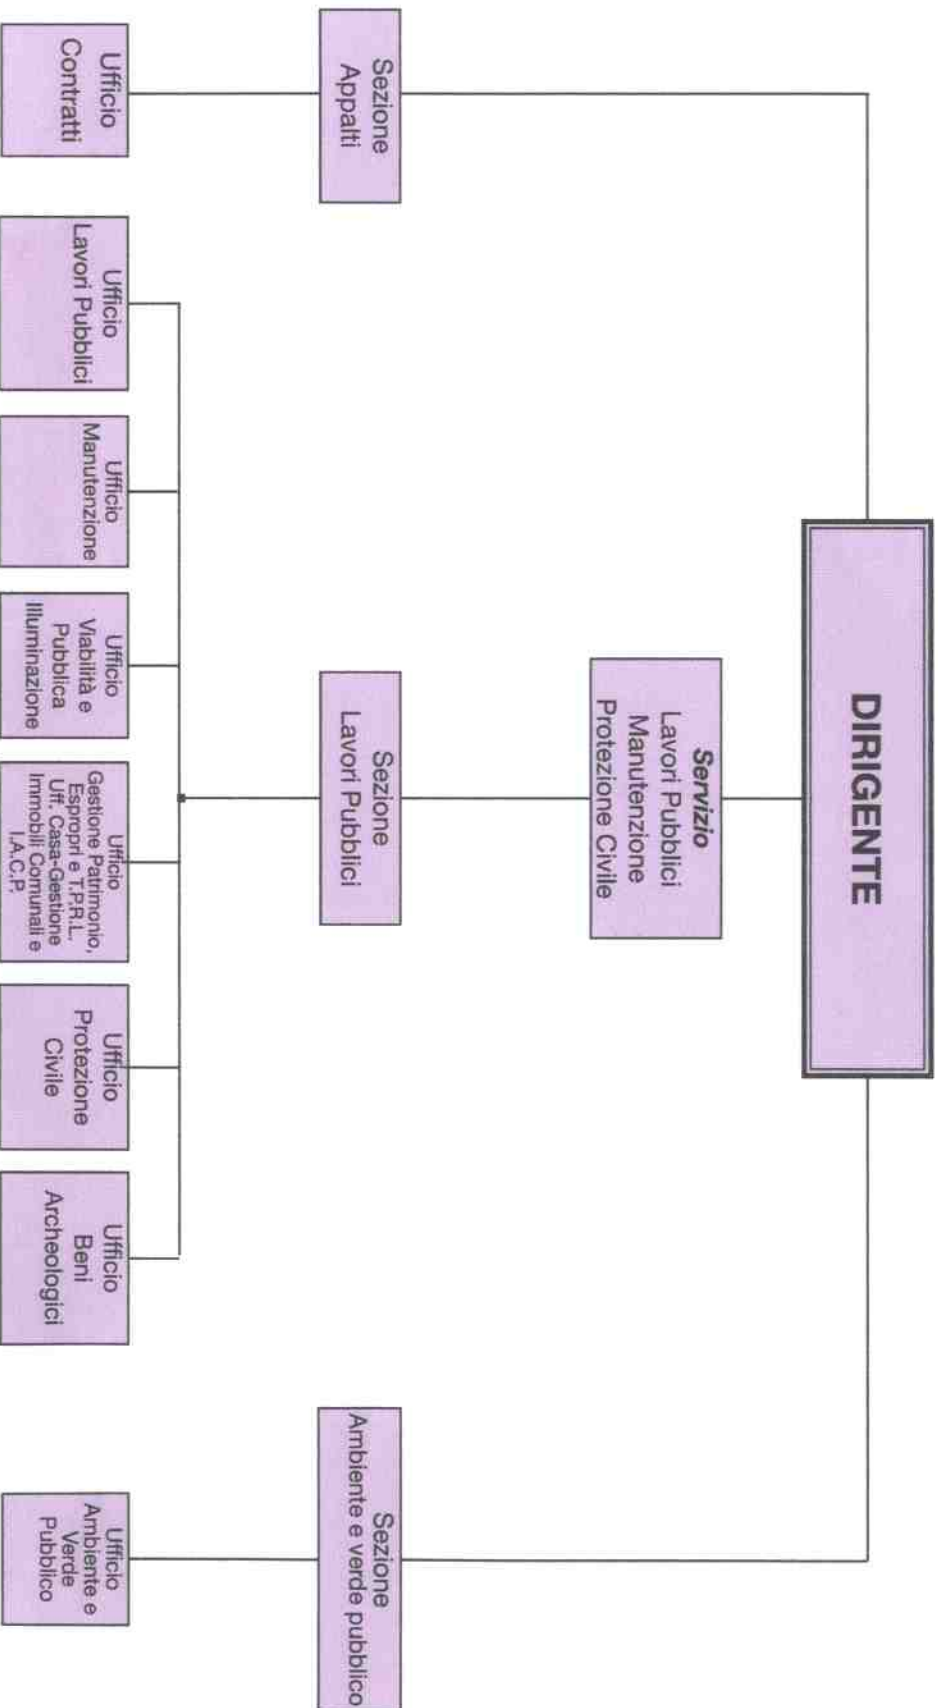 DIRIGENTE
Servizio
Lavori Pubblici
Manutenzione
Protezione Civile
Sezione
Appalti
Sezione
Lavori Pubblici
Sezione
Ambiente e verde pubblico
Ufficio
Contratti
Ufficio
Lavori Pubblici
Ufficio
Manutenzione
Ufficio
Viabilità e
Pubblica
Illuminazione
Ufficio
Gestione Patrimonio,
Espropri e T.P.R.L.
Uff. Casa-Gestione
Immobili Comunali e
I.A.C.P.
Ufficio
Protezione
Civile
Ufficio
Beni
Archeologici
Ufficio
Ambiente e
Verde
Pubblico